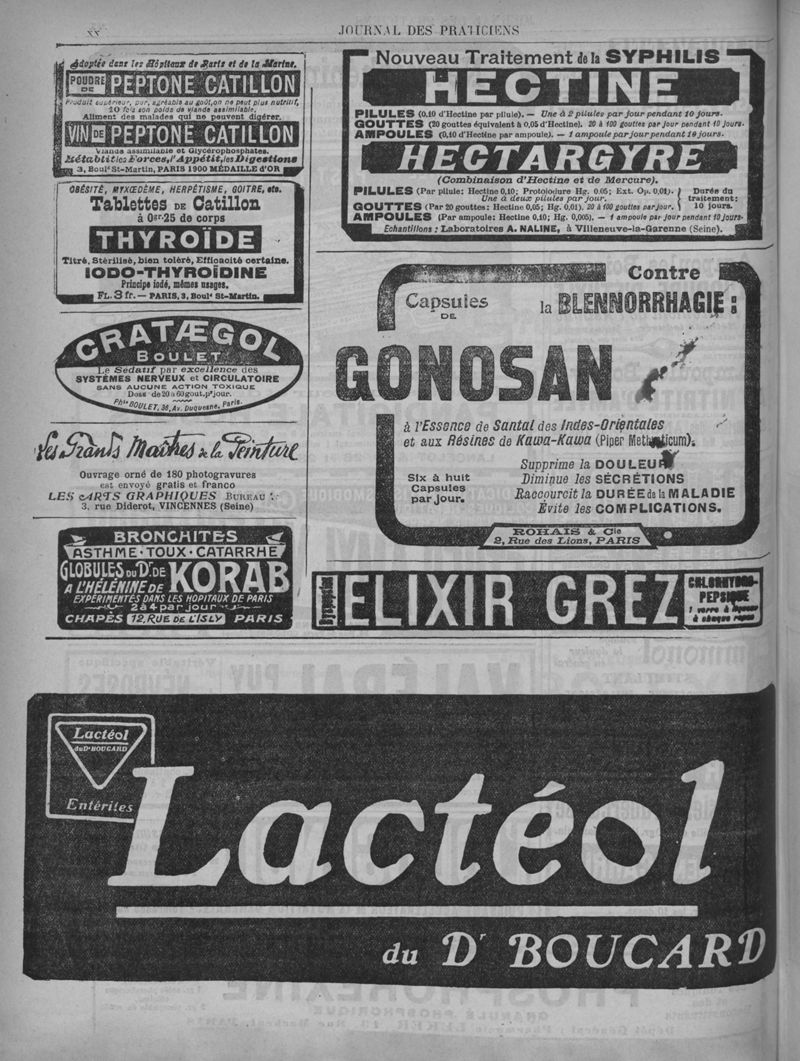 XX
JOURNAL DES PRATICIENS
Adoptée dans les Hôpitaux de Paris et de la Marine.
POUDRE DE PEPTONE CATILLON
Produit supérieur, pur, agréable au goût, on ne peut plus nutritif,
10 fois son poids de viande assimilable.
Aliment des malades qui ne peuvent digérer.
VIN DE PEPTONE CATILLON
Viande assimilable et Glycérophosphates.
Rétablit les Forces, l'Appétit, les Digestions
3, Boulᵈ St-Martin, PARIS 1900 MÉDAILLE d'OR
OBÉSITÉ, MYXŒDÈME, HERPÉTISME, GOITRE, etc.
Tablettes DE Catillon
à 0gr.25 de corps
THYROÏDE
Titré, Stérilisé, bien toléré, Efficacité certaine.
IODO-THYROÏDINE
Principe iodé, mêmes usages.
FL. 3 fr. — PARIS, 3, Boulᵈ St-Martin.
CRATÆGOL
BOULET
Le Sédatif par excellence des
SYSTÈMES NERVEUX et CIRCULATOIRE
SANS AUCUNE ACTION TOXIQUE
Dose de 20 à 60 gout. pʳ jour.
Phie BOULET, 36, Av. Duquesne, Paris.
Les Grands Maîtres de la Peinture
Ouvrage orné de 180 photogravures
est envoyé gratis et franco
LES ARTS GRAPHIQUES BUREAU
3, rue Diderot, VINCENNES (Seine)
BRONCHITES
ASTHME · TOUX · CATARRHE
GLOBULES DU Dr DE KORAB
A L'HÉLÉNINE DE
EXPÉRIMENTÉS DANS LES HOPITAUX DE PARIS
2 à 4 par jour
CHAPÈS 12, RUE DE L'ISLY PARIS
Nouveau Traitement de la SYPHILIS
HECTINE
PILULES (0,10 d'Hectine par pilule). — Une à 2 pilules par jour pendant 10 jours.
GOUTTES (20 gouttes équivalent à 0,05 d'Hectine). 20 à 100 gouttes par jour pendant 10 jours.
AMPOULES (0,10 d'Hectine par ampoule). — 1 ampoule par jour pendant 10 jours.
HECTARGYRE
(Combinaison d'Hectine et de Mercure).
PILULES (Par pilule: Hectine 0,10; Protoiodure Hg. 0.05; Ext. Op. 0,01).
Une à deux pilules par jour.
GOUTTES (Par 20 gouttes: Hectine 0,05; Hg. 0,01). 20 à 100 gouttes par jour.
Durée du
traitement:
10 jours.
AMPOULES (Par ampoule: Hectine 0,10; Hg. 0,005). — 1 ampoule par jour pendant 10 jours.
Echantillons : Laboratoires A. NALINE, à Villeneuve-la-Garenne (Seine).
Contre
Capsules
DE
la BLENNORRHAGIE :
GONOSAN
à l'Essence de Santal des Indes-Orientales
et aux Résines de Kawa-Kawa (Piper Methysticum).
Six à huit
Capsules
par jour.
Supprime la DOULEUR
Diminue les SÉCRÉTIONS
Raccourcit la DURÉE de la MALADIE
Évite les COMPLICATIONS.
ROHAIS & Cie
2, Rue des Lions, PARIS
Dyspepsies
ELIXIR GREZ
CHLORHYDRO-
PEPSIQUE
1 verre à liqueur
à chaque repas
Lactéol
du Dr BOUCARD
Entérites
Lactéol
du Dr BOUCARD